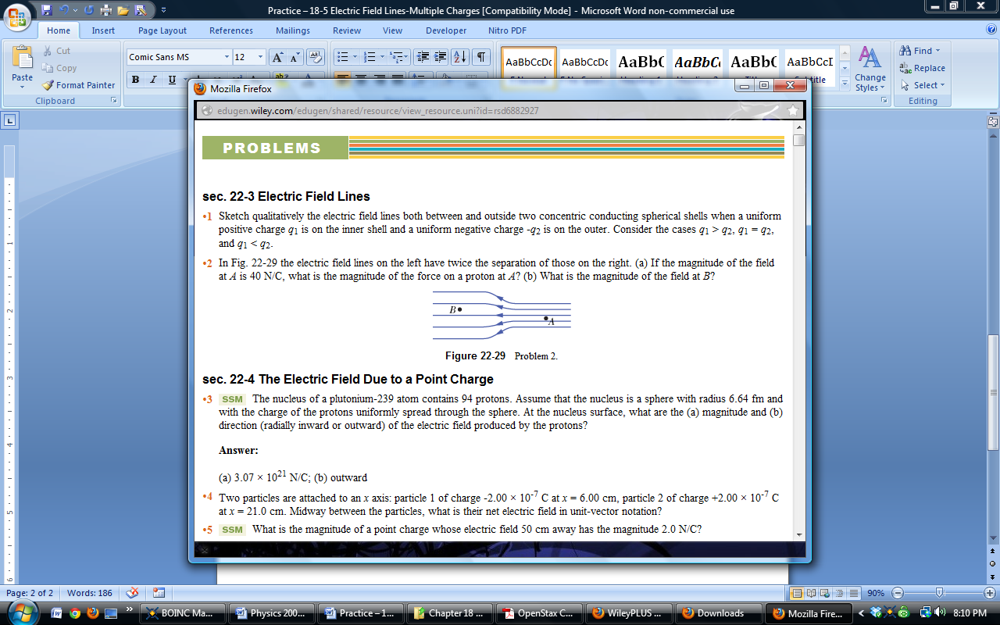 Practice – 18-5 Electric Field Lines-Multiple Charges [Compatibility Mode] - Microsoft Word non-commercial use
Home Insert Page Layout References Mailings Review View Developer Nitro PDF
Paste
Cut
Copy
Format Painter
Clipboard
Comic Sans MS 12
B I U
AaBbCcDc AaBbCcDc AaBbC AaBbCc AaBbC AaBbCcI
Change Styles
Find
Replace
Select
Editing
Mozilla Firefox
edugen.wiley.com/edugen/shared/resource/view_resource.uni?id=rsd6882927
PROBLEMS
sec. 22-3 Electric Field Lines
•1 Sketch qualitatively the electric field lines both between and outside two concentric conducting spherical shells when a uniform
positive charge q1 is on the inner shell and a uniform negative charge -q2 is on the outer. Consider the cases q1 > q2, q1 = q2,
and q1 < q2.
•2 In Fig. 22-29 the electric field lines on the left have twice the separation of those on the right. (a) If the magnitude of the field
at A is 40 N/C, what is the magnitude of the force on a proton at A? (b) What is the magnitude of the field at B?
B
A
Figure 22-29 Problem 2.
sec. 22-4 The Electric Field Due to a Point Charge
•3 SSM The nucleus of a plutonium-239 atom contains 94 protons. Assume that the nucleus is a sphere with radius 6.64 fm and
with the charge of the protons uniformly spread through the sphere. At the nucleus surface, what are the (a) magnitude and (b)
direction (radially inward or outward) of the electric field produced by the protons?
Answer:
(a) 3.07 × 10^21 N/C; (b) outward
•4 Two particles are attached to an x axis: particle 1 of charge -2.00 × 10^-7 C at x = 6.00 cm, particle 2 of charge +2.00 × 10^-7 C
at x = 21.0 cm. Midway between the particles, what is their net electric field in unit-vector notation?
•5 SSM What is the magnitude of a point charge whose electric field 50 cm away has the magnitude 2.0 N/C?
Page: 2 of 2 Words: 186 90%
BOINC Ma... Physics 200... Practice – 1... Chapter 18 ... OpenStax C... WileyPLUS ... Downloads Mozilla Fire... 8:10 PM